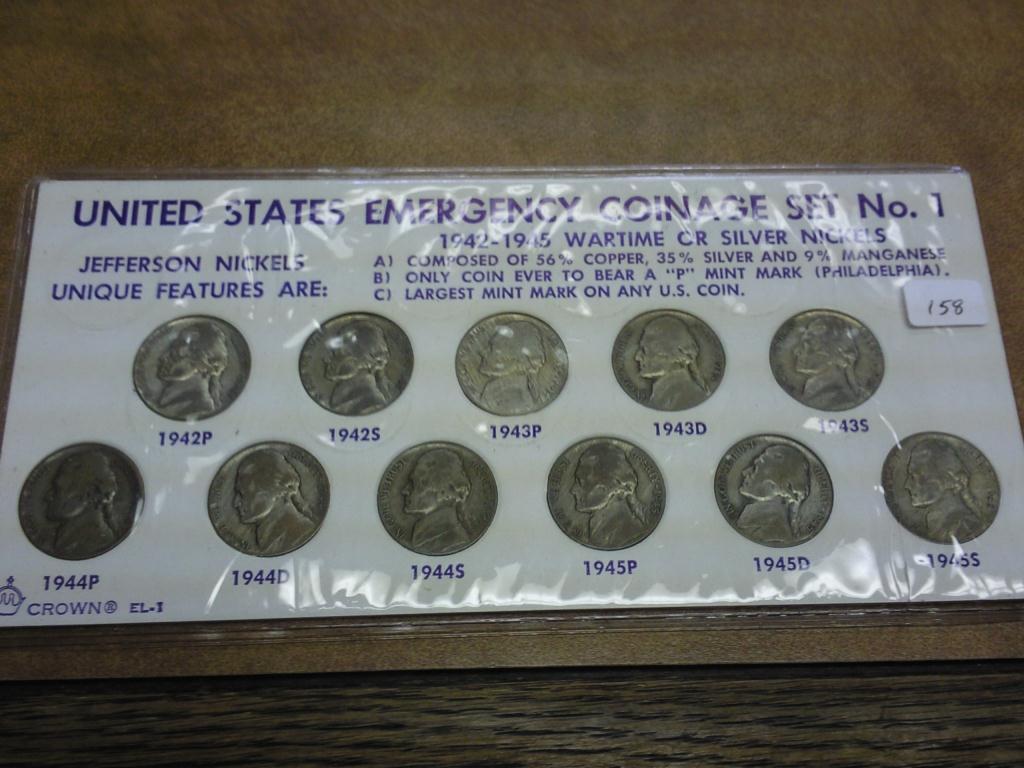 UNITED STATES EMERGENCY COINAGE SET No. 1
1942-1945 WARTIME OR SILVER NICKELS
JEFFERSON NICKELS
UNIQUE FEATURES ARE:
A) COMPOSED OF 56% COPPER, 35% SILVER AND 9% MANGANESE
B) ONLY COIN EVER TO BEAR A "P" MINT MARK (PHILADELPHIA).
C) LARGEST MINT MARK ON ANY U.S. COIN.
158
1942P 1942S 1943P 1943D 1943S
1944P 1944D 1944S 1945P 1945D 1945S
CROWN® EL-1